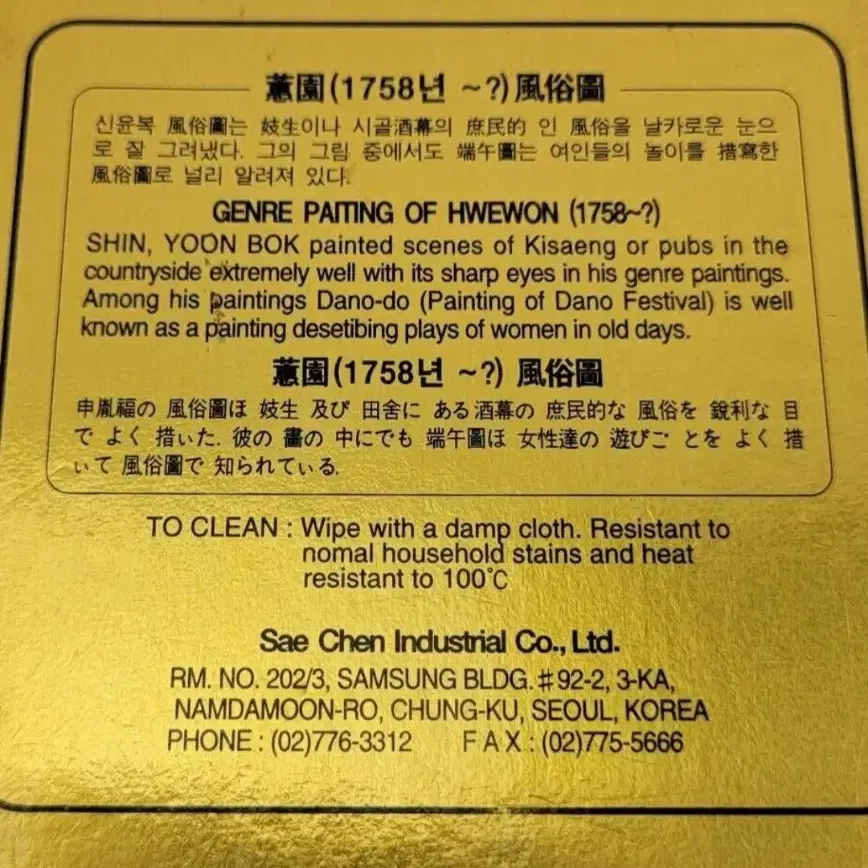 蕙園(1758년 ~?)風俗圖
신윤복 風俗圖는 妓生이나 시골酒幕의 庶民的 인 風俗을 날카로운 눈으
로 잘 그려냈다. 그의 그림 중에서도 端午圖는 여인들의 놀이를 措寫한
風俗圖로 널리 알려져 있다.
GENRE PAITING OF HWEWON (1758~?)
SHIN, YOON BOK painted scenes of Kisaeng or pubs in the
countryside extremely well with its sharp eyes in his genre paintings.
Among his paintings Dano-do (Painting of Dano Festival) is well
known as a painting desetibing plays of women in old days.
蕙園(1758년 ~?) 風俗圖
申胤福の 風俗圖ほ 妓生 及び 田舍に ある酒幕の 庶民的な 風俗を 銳利な 目
で よく 措いた. 彼の 畵の 中にでも 端午圖ほ 女性達の 遊びご とを よく 措
いて 風俗圖で 知られている.
TO CLEAN : Wipe with a damp cloth. Resistant to
nomal household stains and heat
resistant to 100℃
Sae Chen Industrial Co., Ltd.
RM. NO. 202/3, SAMSUNG BLDG. #92-2, 3-KA,
NAMDAMOON-RO, CHUNG-KU, SEOUL, KOREA
PHONE : (02)776-3312 FAX : (02)775-5666